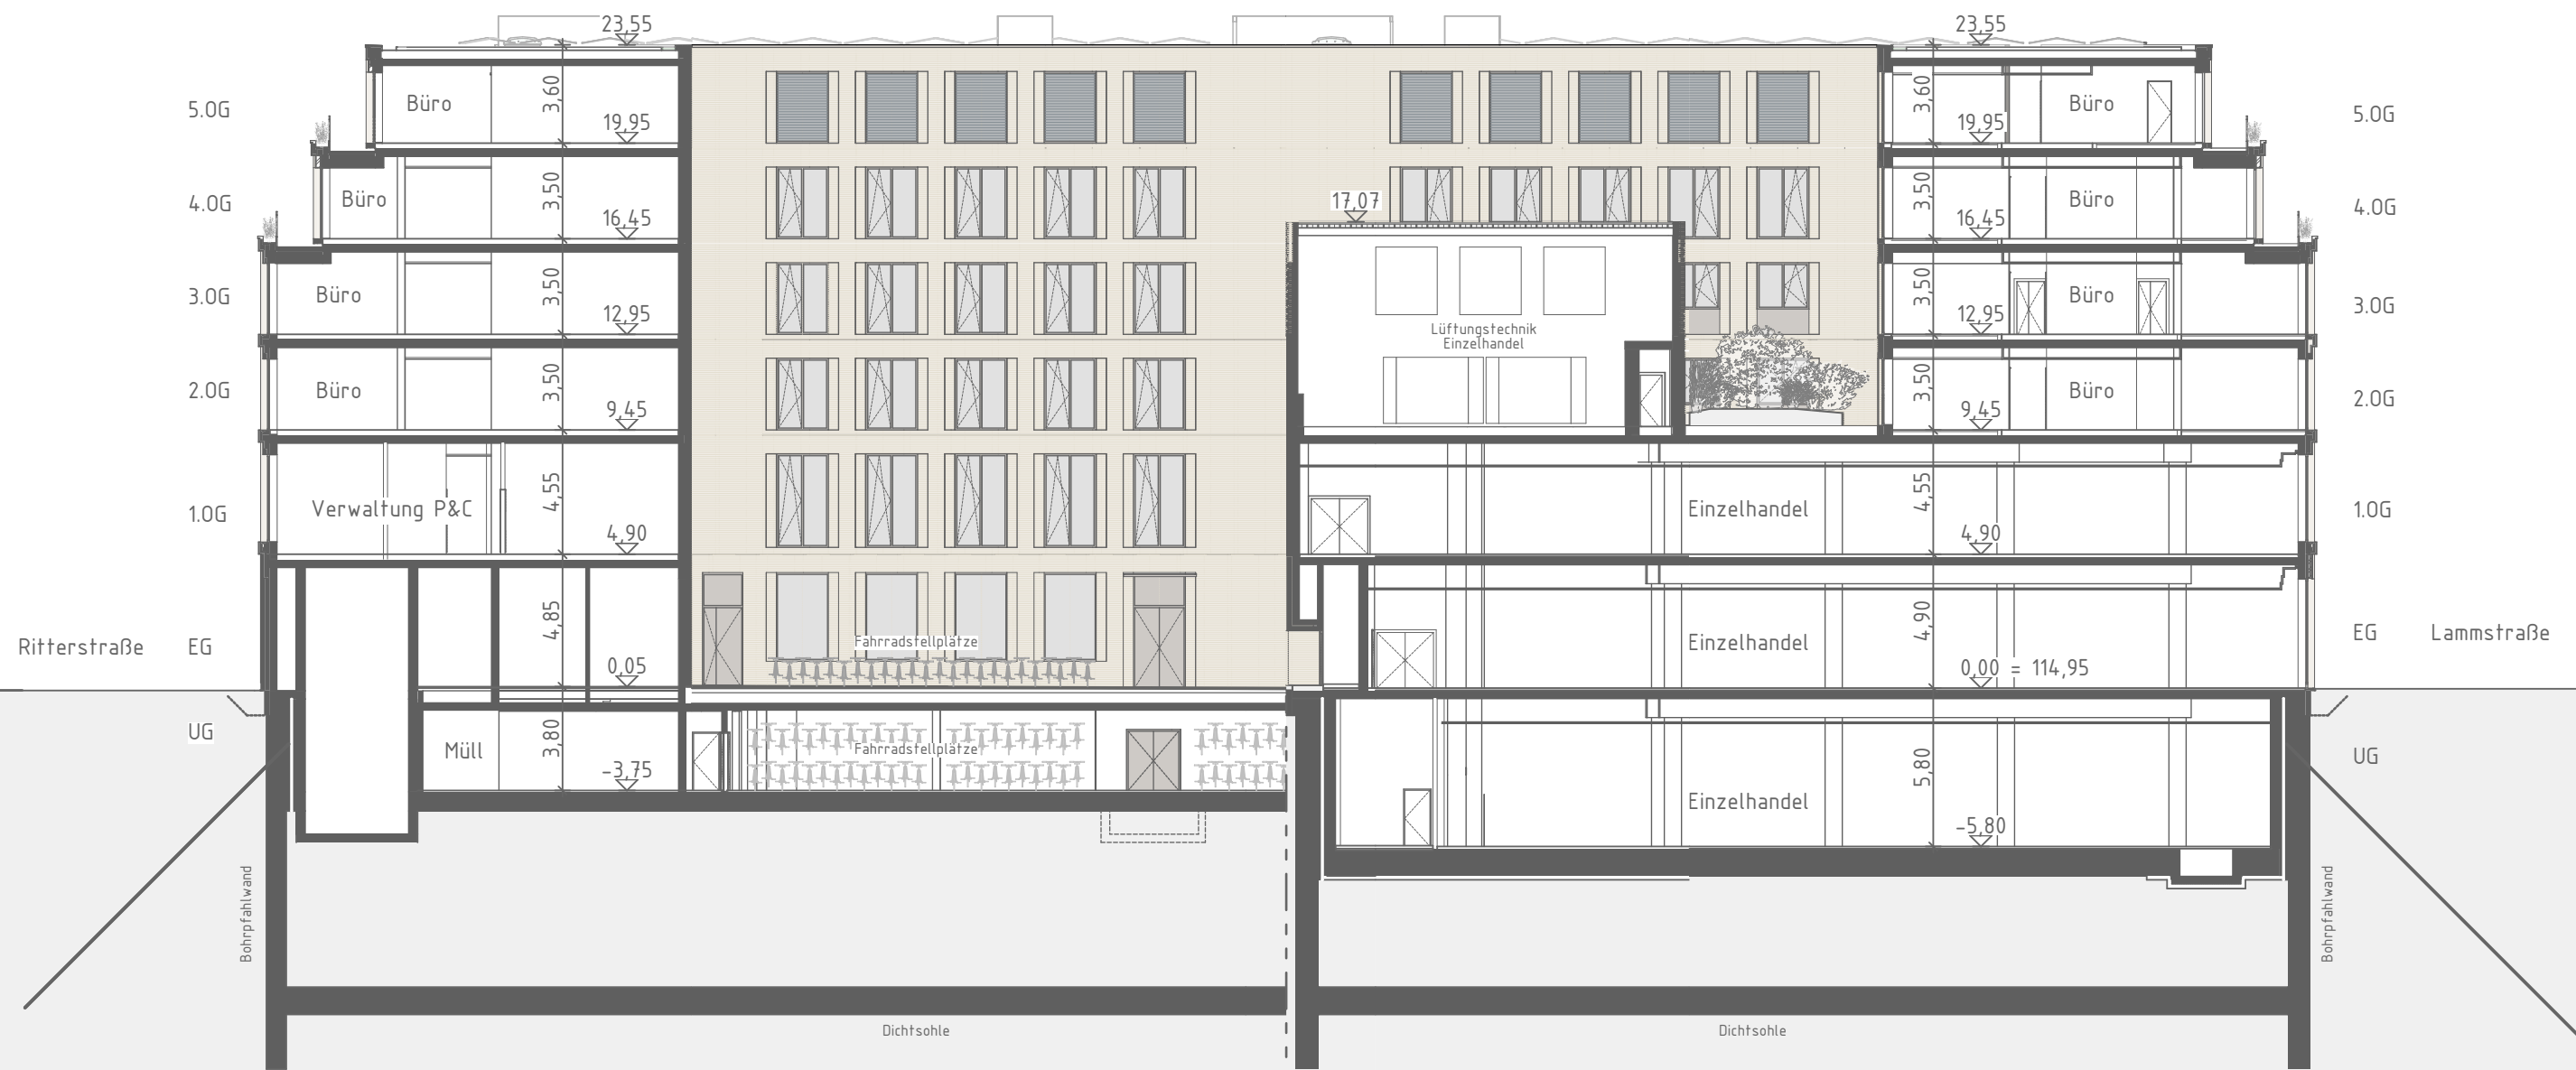 23,55
23,55
5.OG
Büro
3,60
19,95
3,60
19,95
Büro
5.OG
4.OG
Büro
3,50
16,45
17,07
3,50
16,45
Büro
4.OG
3.OG
Büro
3,50
12,95
Lüftungstechnik
Einzelhandel
3,50
12,95
Büro
3.OG
2.OG
Büro
3,50
9,45
3,50
9,45
Büro
2.OG
1.OG
Verwaltung P&C
4,55
4,90
Einzelhandel
4,55
4,90
1.OG
Ritterstraße
EG
4,85
0,05
Fahrradstellplätze
Einzelhandel
4,90
0,00 = 114,95
EG
Lammstraße
UG
Müll
3,80
-3,75
Fahrradstellplätze
Einzelhandel
5,80
-5,80
UG
Bohrpfahlwand
Bohrpfahlwand
Dichtsohle
Dichtsohle